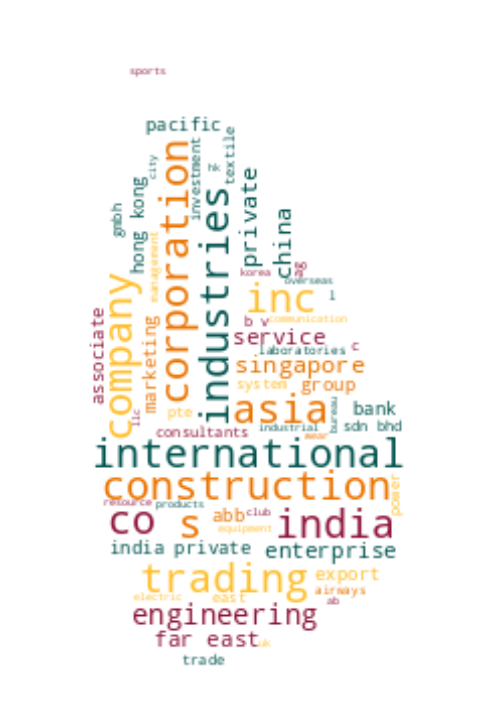 sports
pacific
corporation
industries
investment
hk
textile
city
private
hong kong
gmbh
china
management
korea
ag
overseas
company
inc
l
communication
associate
marketing
b v
service
laboratories
c
singapore
system
group
pte
asia
bureau
bank
llc
consultants
industrial
wear
sdn bhd
international
construction
power
resource
products
co
s
abb
club
india
equipment
india private
enterprise
trading
export
electric
east
airways
ab
engineering
far east
uk
trade